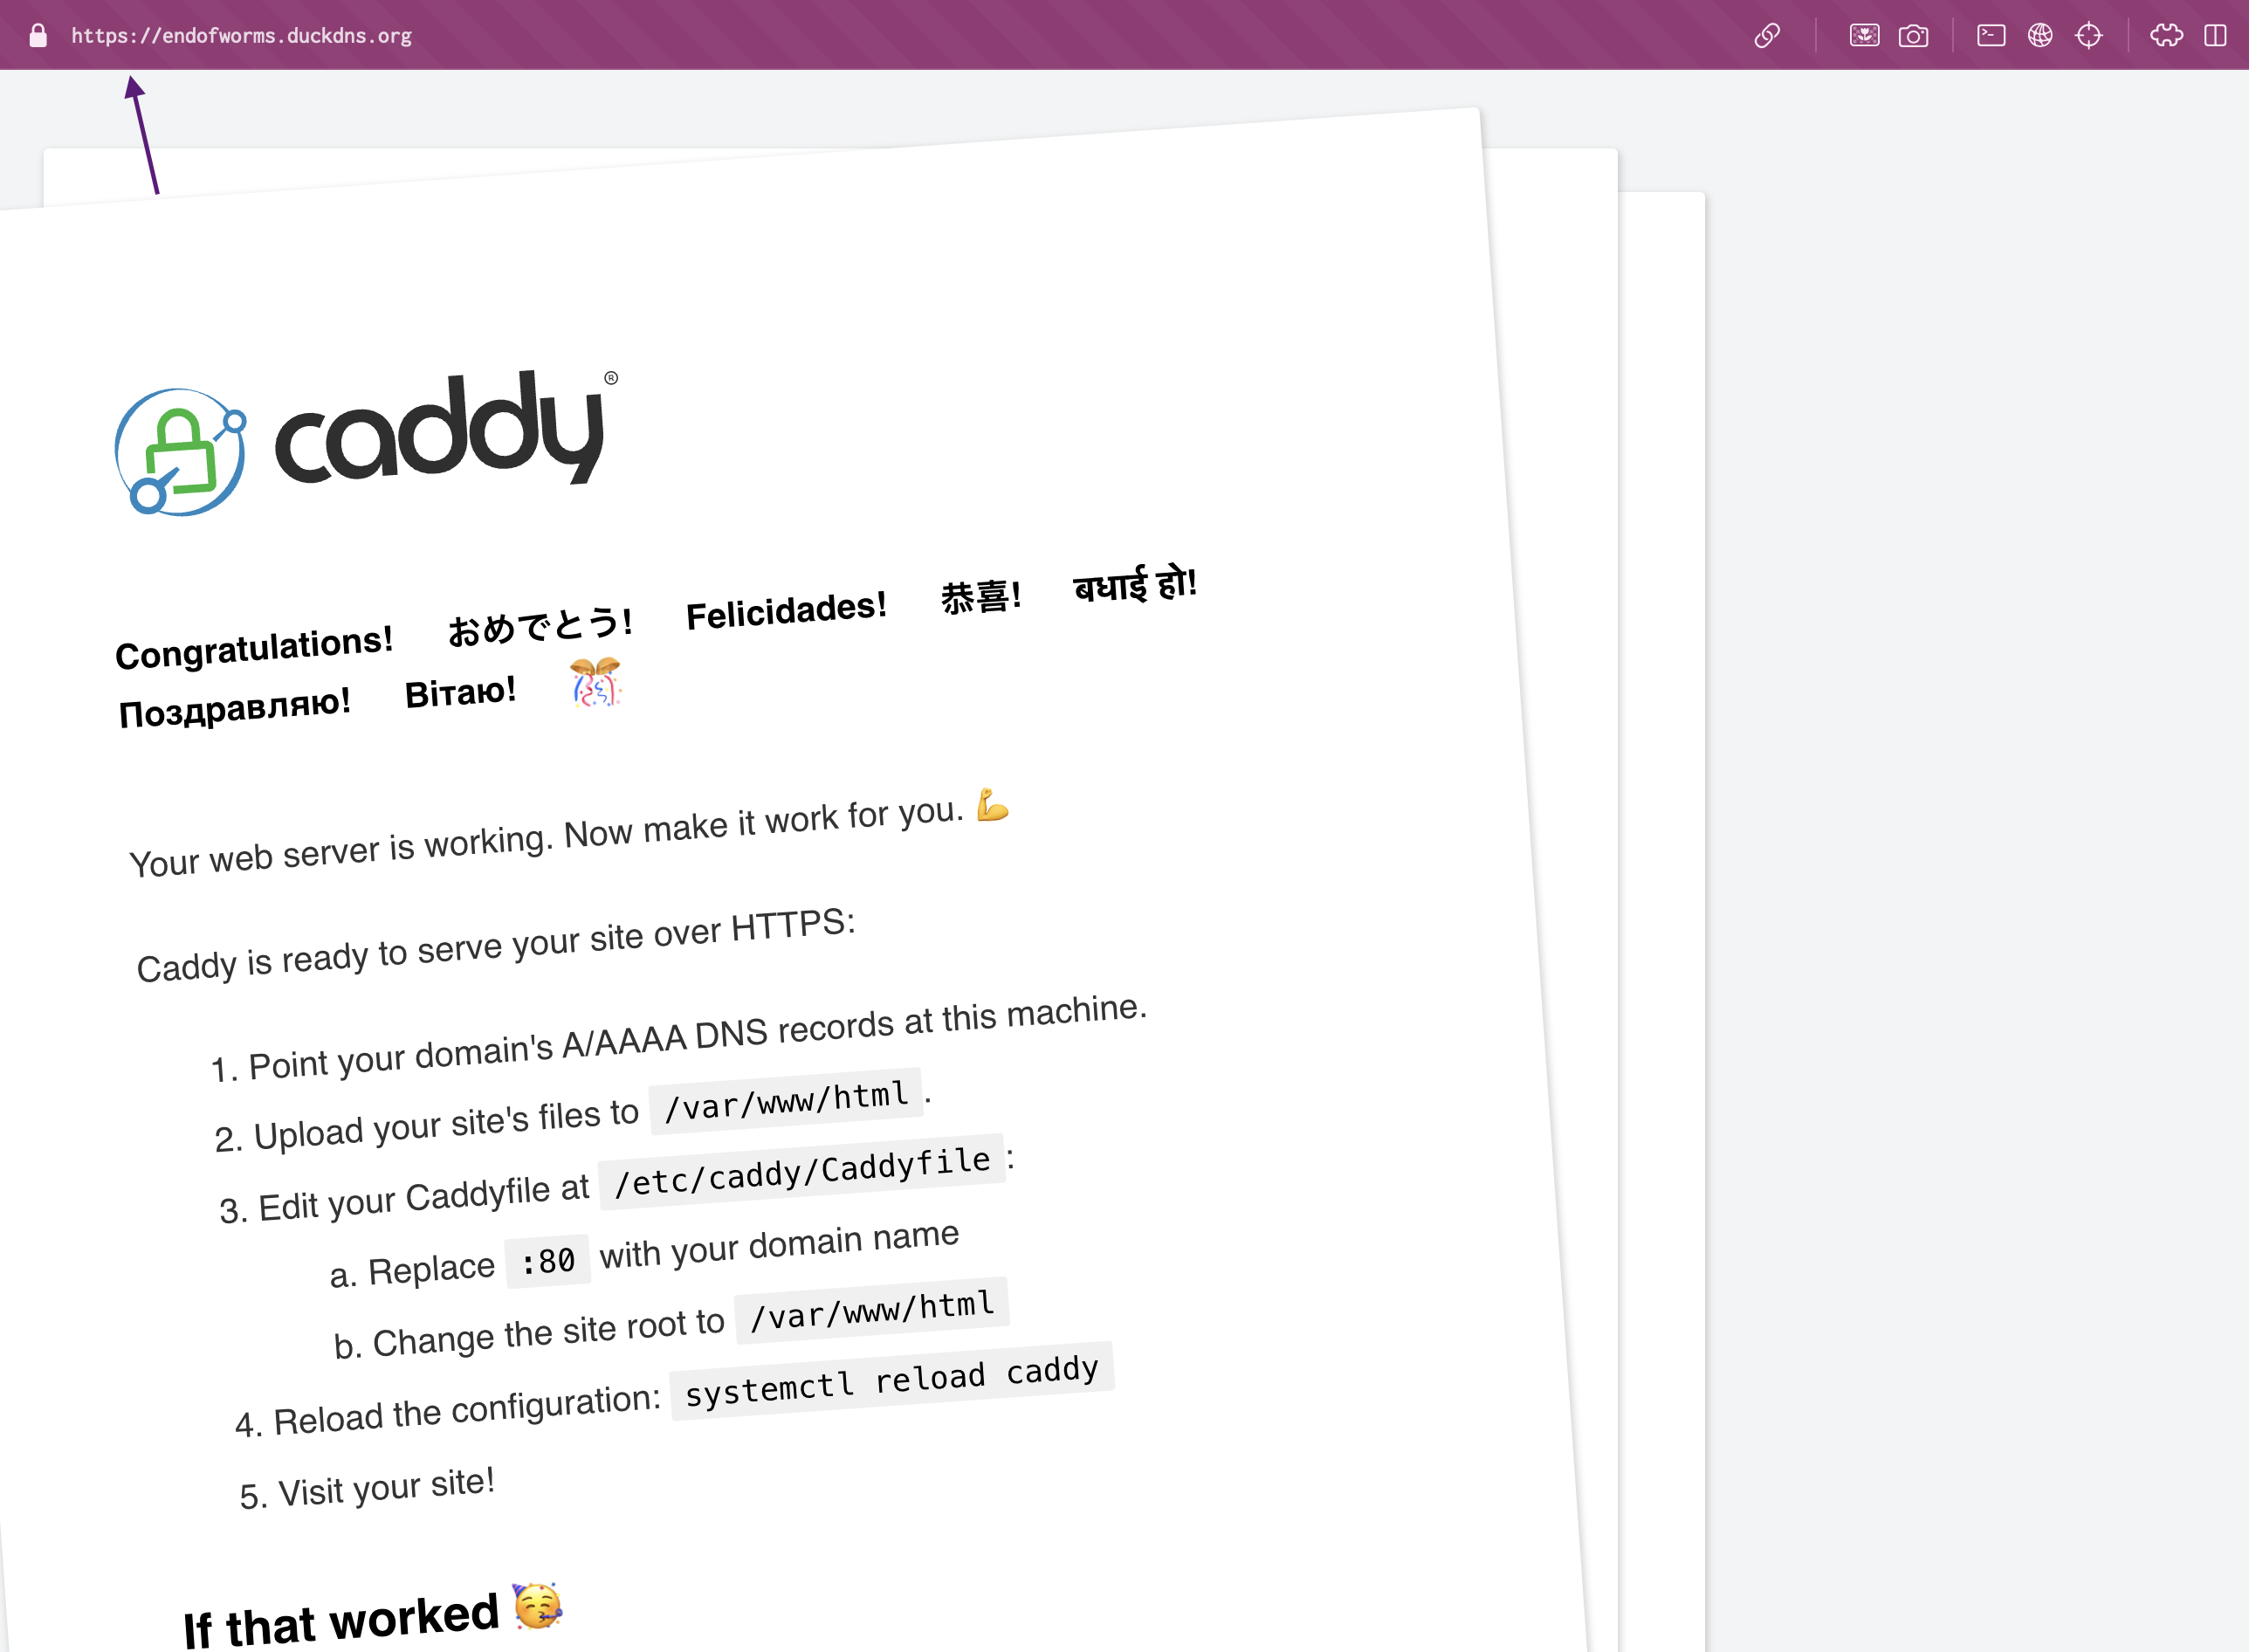 https://endofworms.duckdns.org
caddy®
Congratulations! おめでとう! Felicidades! 恭喜! बधाई हो!
Поздравляю! Вітаю! 🎊
Your web server is working. Now make it work for you. 💪
Caddy is ready to serve your site over HTTPS:
1. Point your domain's A/AAAA DNS records at this machine.
2. Upload your site's files to /var/www/html.
3. Edit your Caddyfile at /etc/caddy/Caddyfile:
a. Replace :80 with your domain name
b. Change the site root to /var/www/html
4. Reload the configuration: systemctl reload caddy
5. Visit your site!
If that worked 🥳